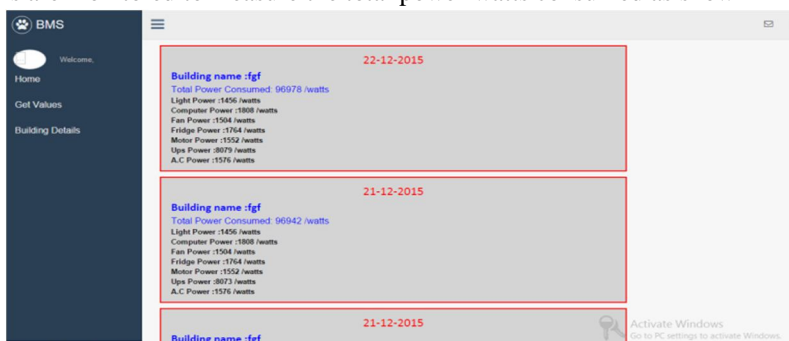 BMS
Welcome,
Home
Get Values
Building Details
22-12-2015
Building name :fgf
Total Power Consumed: 96978 /watts
Light Power :1456 /watts
Computer Power :1808 /watts
Fan Power :1504 /watts
Fridge Power :1764 /watts
Motor Power :1552 /watts
Ups Power :8079 /watts
A.C Power :1576 /watts
21-12-2015
Building name :fgf
Total Power Consumed: 96942 /watts
Light Power :1456 /watts
Computer Power :1808 /watts
Fan Power :1504 /watts
Fridge Power :1764 /watts
Motor Power :1552 /watts
Ups Power :8073 /watts
A.C Power :1576 /watts
21-12-2015
Building name :fgf
Activate Windows
Go to PC settings to activate Windows.